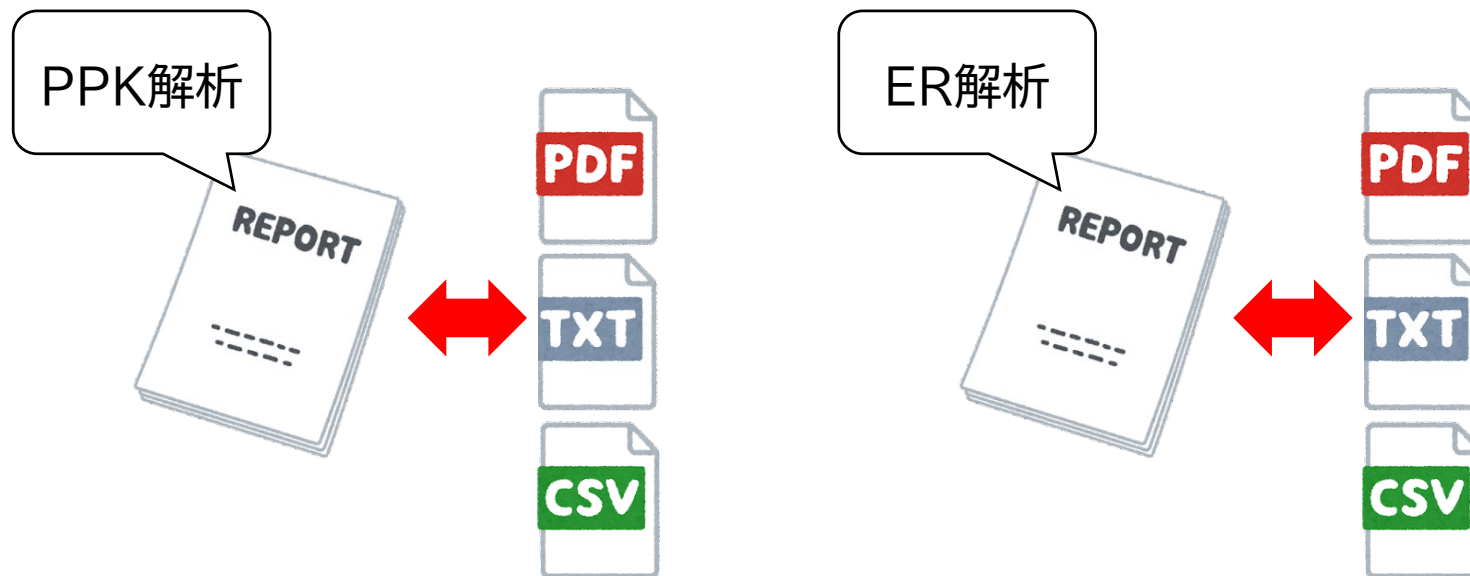 PPK解析
REPORT
PDF
TXT
CSV
ER解析
REPORT
PDF
TXT
CSV